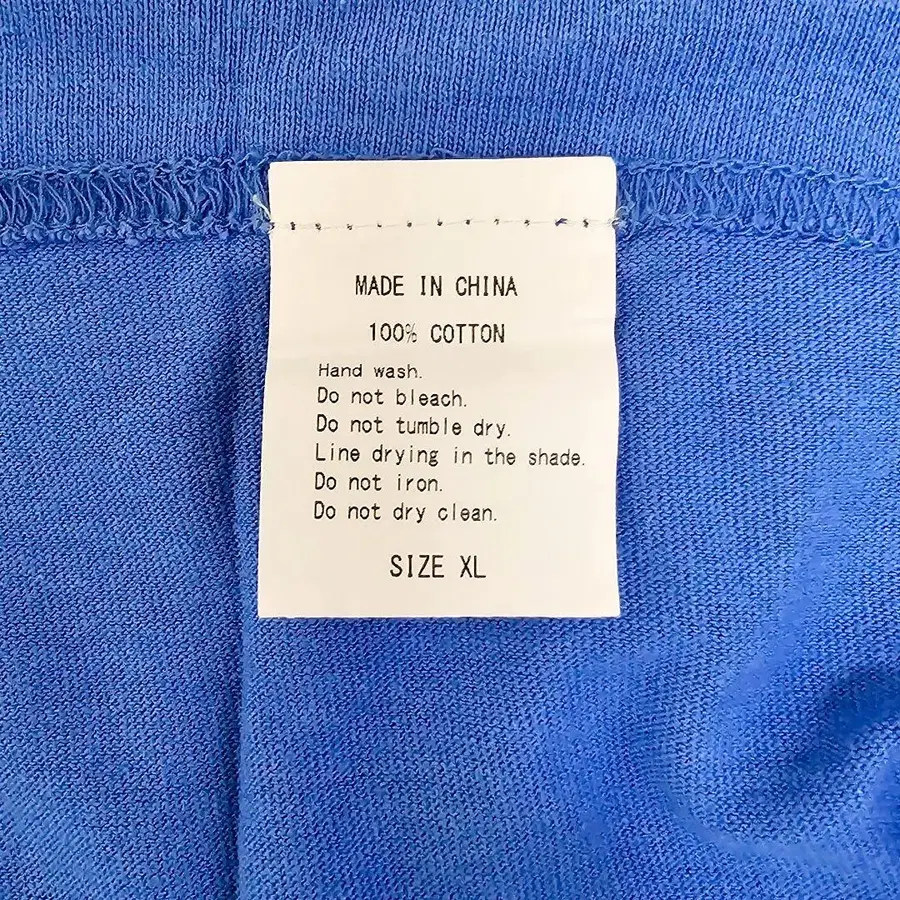 MADE IN CHINA
100% COTTON
Hand wash.
Do not bleach.
Do not tumble dry.
Line drying in the shade.
Do not iron.
Do not dry clean.
SIZE XL